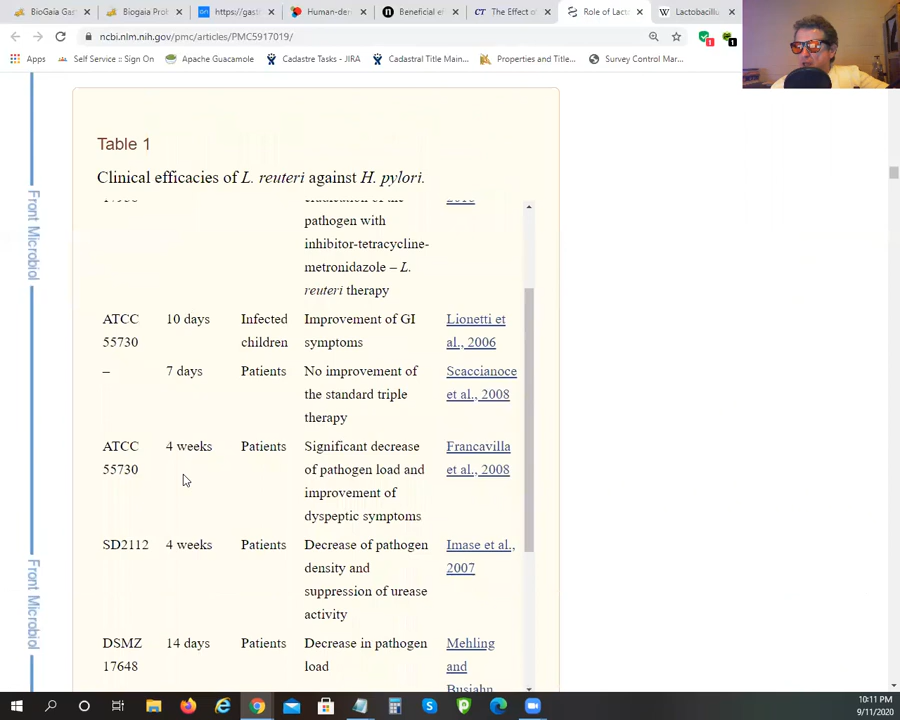 BioGaia Ga
Biogaia Prob
https://gasti
Human-der
Beneficial ef
The Effect o
Role of Lacto
Lactobacillu
ncbi.nlm.nih.gov/pmc/articles/PMC5917019/
Apps
Self Service :: Sign On
Apache Guacamole
Cadastre Tasks - JIRA
Cadastral Title Main...
Properties and Title...
Survey Control Mar...
Table 1
Clinical efficacies of L. reuteri against H. pylori.
pathogen with
inhibitor-tetracycline-
metronidazole – L.
reuteri therapy
ATCC 10 days Infected Improvement of GI Lionetti et
55730 children symptoms al., 2006
– 7 days Patients No improvement of Scaccianoce
the standard triple et al., 2008
therapy
ATCC 4 weeks Patients Significant decrease Francavilla
55730 of pathogen load and et al., 2008
improvement of
dyspeptic symptoms
SD2112 4 weeks Patients Decrease of pathogen Imase et al.,
density and 2007
suppression of urease
activity
DSMZ 14 days Patients Decrease in pathogen Mehling
17648 load and
Busjahn
Front Microbiol
Front Microbiol
10:11 PM
9/11/2020